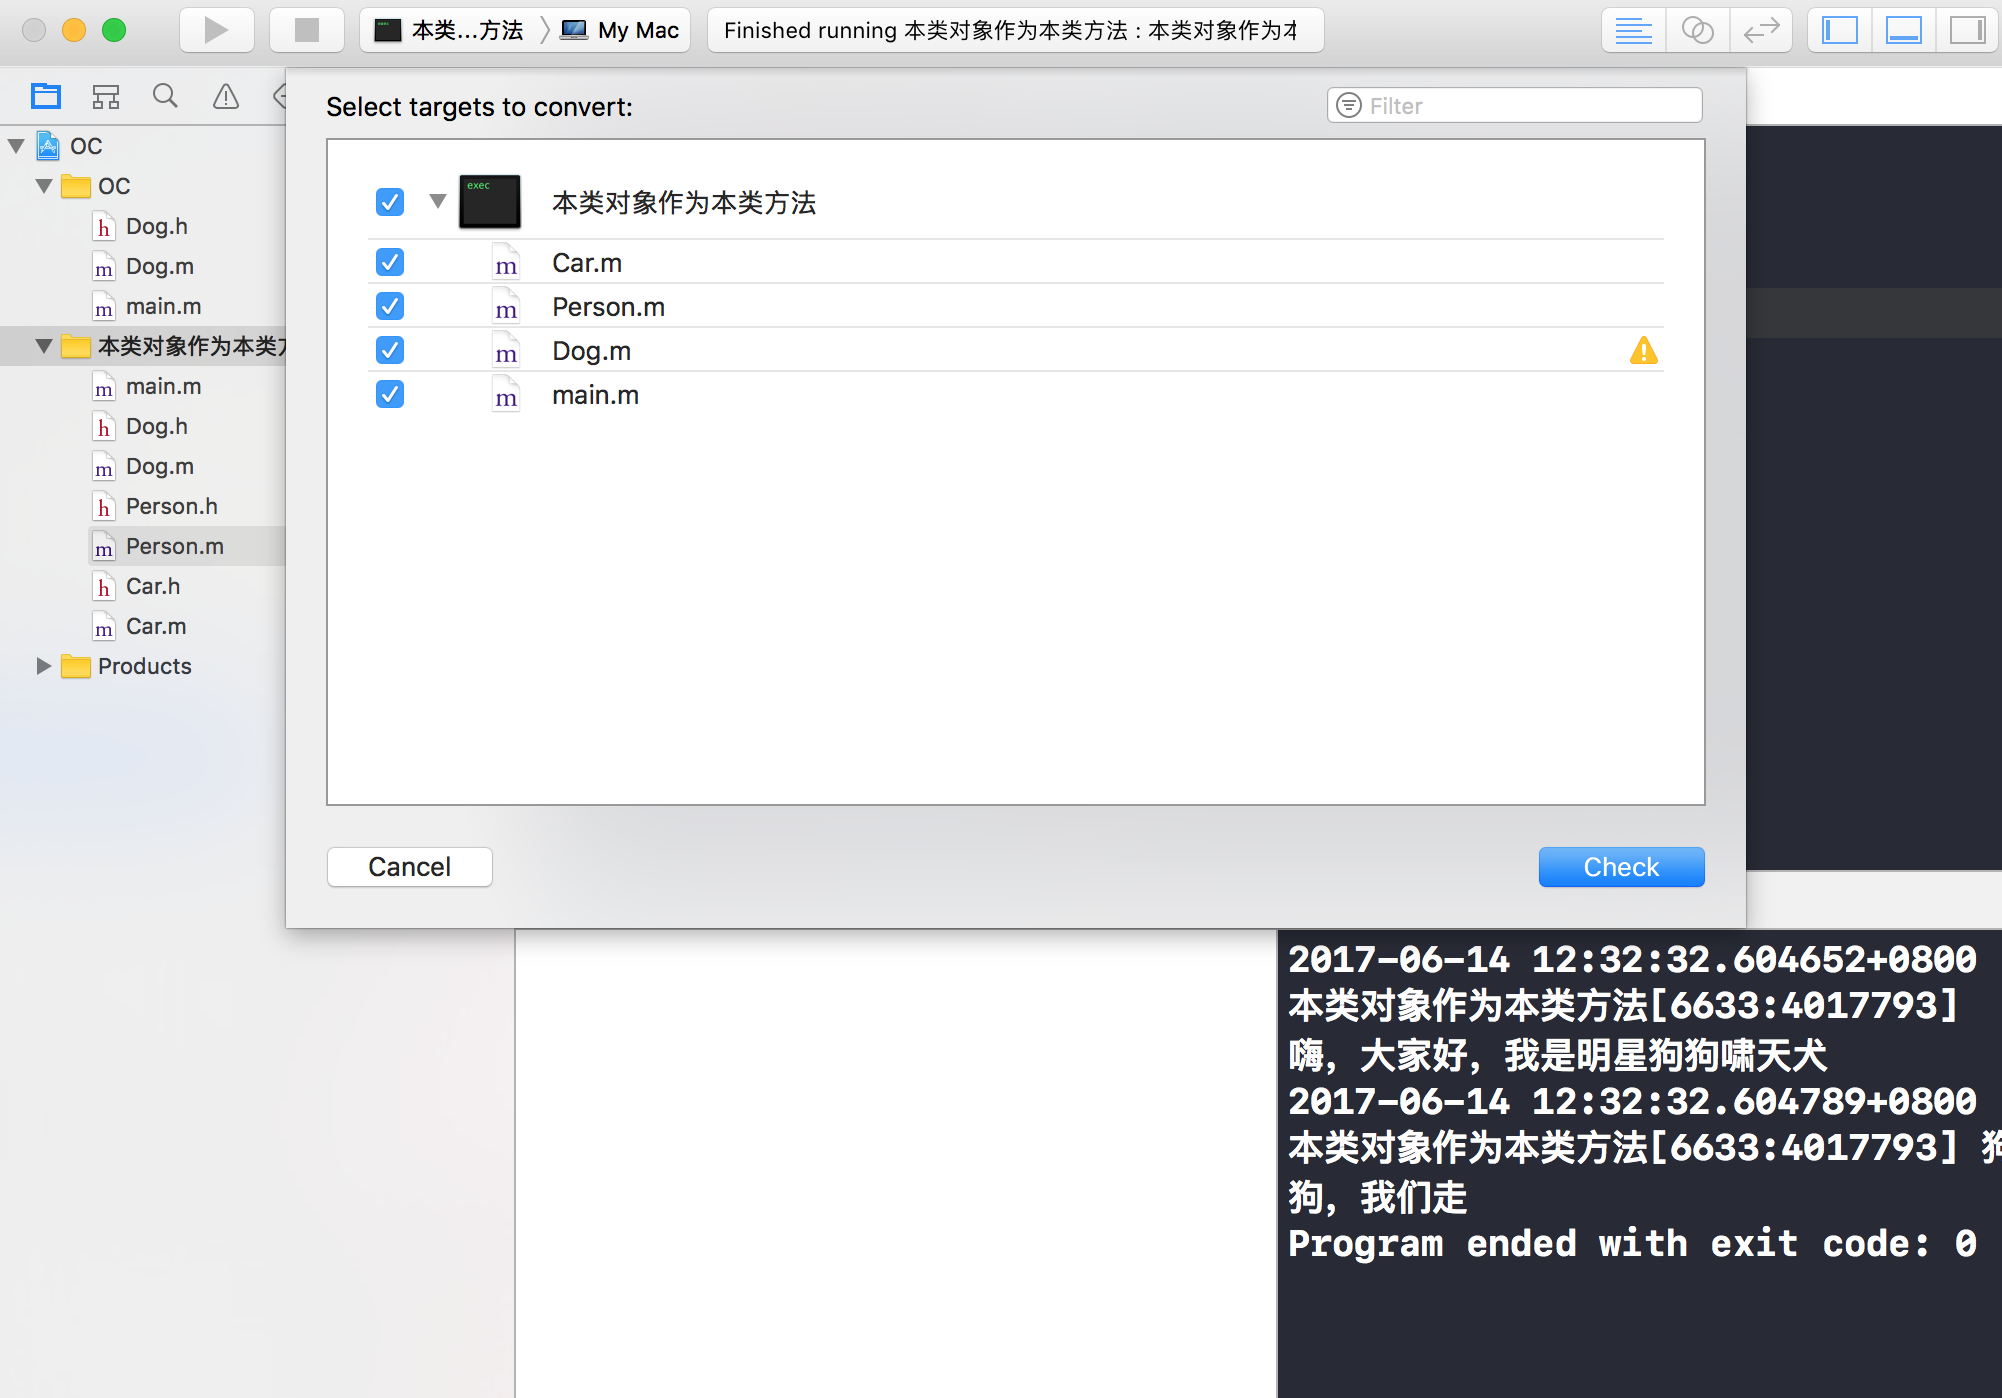 本类…方法 My Mac Finished running 本类对象作为本类方法 : 本类对象作为本
Select targets to convert:
Filter
OC
OC
Dog.h
Dog.m
main.m
本类对象作为本类方
main.m
Dog.h
Dog.m
Person.h
Person.m
Car.h
Car.m
Products
exec
本类对象作为本类方法
m Car.m
m Person.m
m Dog.m
m main.m
Cancel
Check
2017-06-14 12:32:32.604652+0800
本类对象作为本类方法[6633:4017793]
嗨，大家好，我是明星狗狗啸天犬
2017-06-14 12:32:32.604789+0800
本类对象作为本类方法[6633:4017793] 狗
狗，我们走
Program ended with exit code: 0